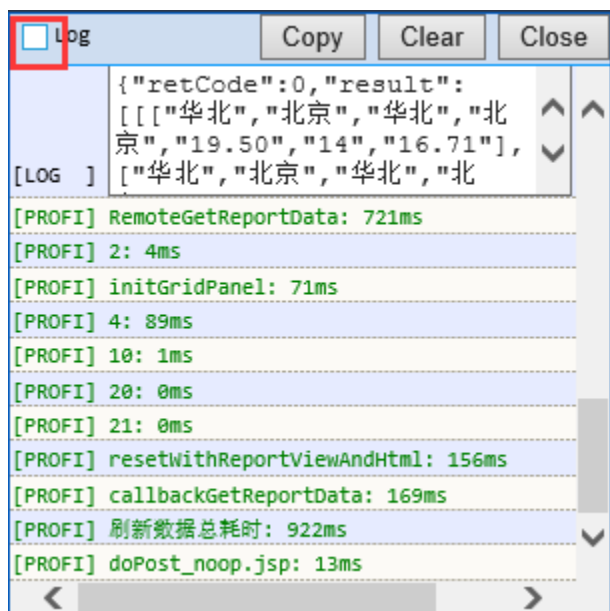 Log Copy Clear Close
{"retCode":0,"result":
[[["华北","北京","华北","北
京","19.50","14","16.71"],
[LOG ] ["华北","北京","华北","北
[PROFI] RemoteGetReportData: 721ms
[PROFI] 2: 4ms
[PROFI] initGridPanel: 71ms
[PROFI] 4: 89ms
[PROFI] 10: 1ms
[PROFI] 20: 0ms
[PROFI] 21: 0ms
[PROFI] resetWithReportViewAndHtml: 156ms
[PROFI] callbackGetReportData: 169ms
[PROFI] 刷新数据总耗时: 922ms
[PROFI] doPost_noop.jsp: 13ms